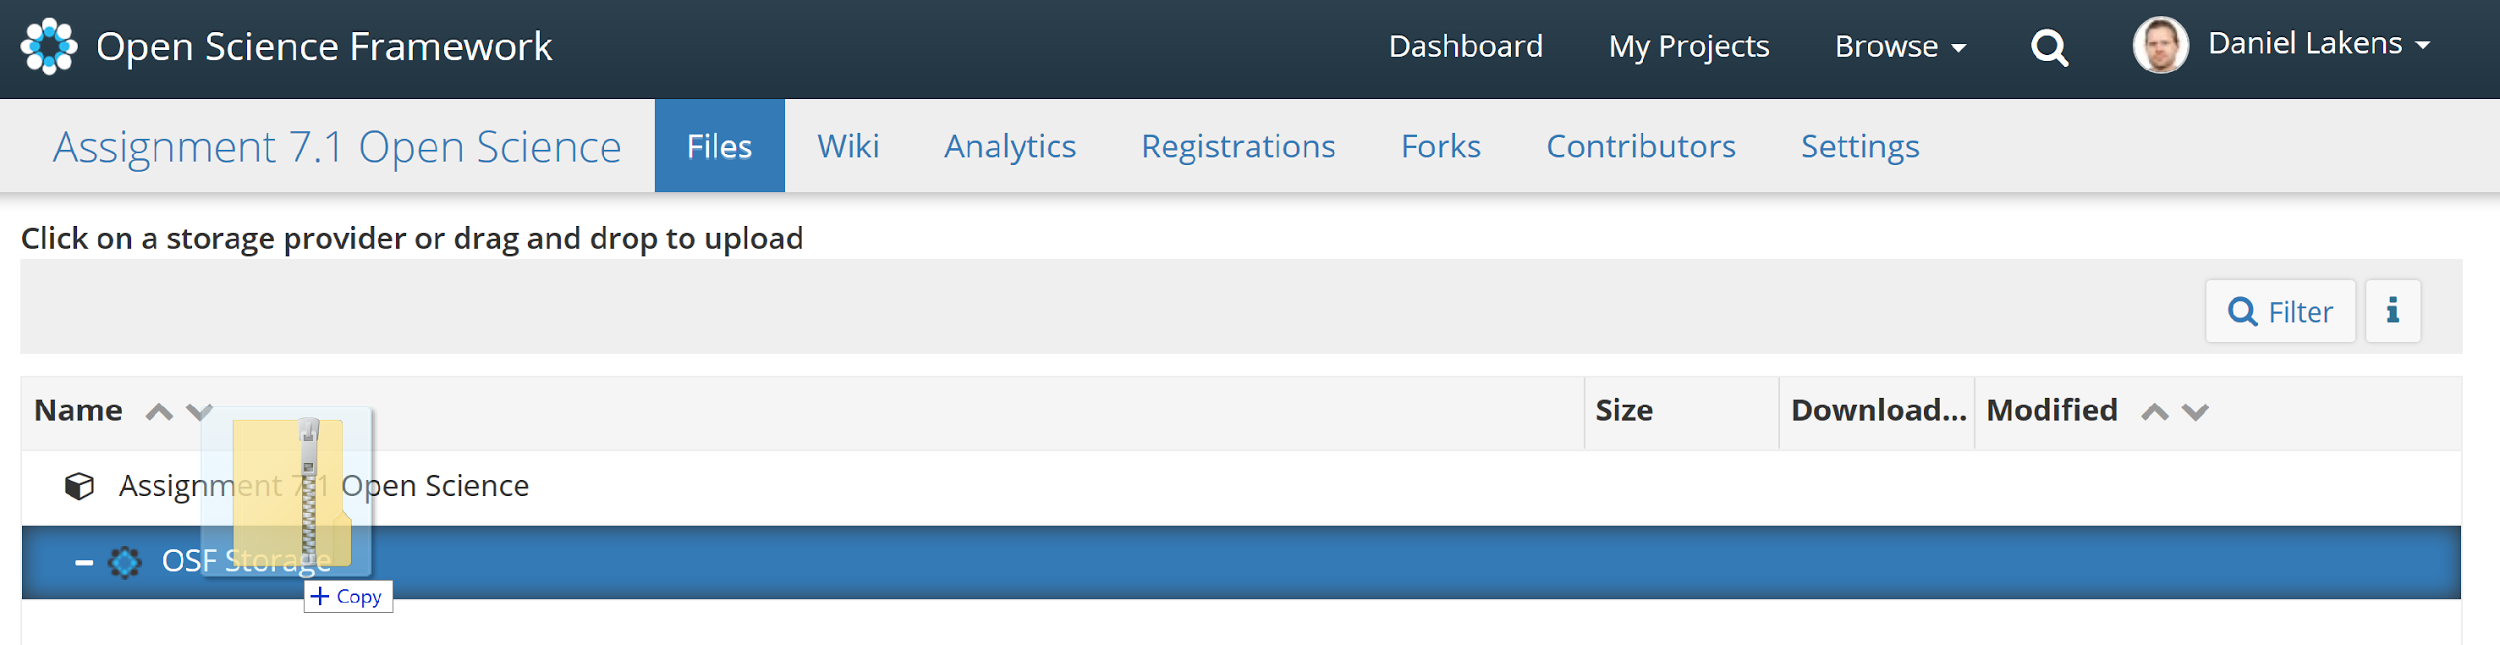 Open Science Framework Dashboard My Projects Browse Daniel Lakens
Assignment 7.1 Open Science Files Wiki Analytics Registrations Forks Contributors Settings
Click on a storage provider or drag and drop to upload
Filter
Name Size Download... Modified
Assignment 7.1 Open Science
OSF Storage
+ Copy